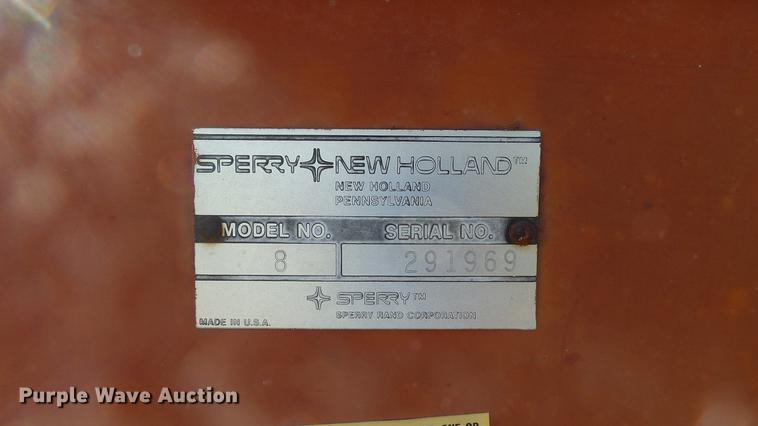 SPERRY NEW HOLLAND™
NEW HOLLAND
PENNSYLVANIA
MODEL NO. SERIAL NO.
8 291969
SPERRY™
SPERRY RAND CORPORATION
MADE IN U.S.A.
Purple Wave Auction®